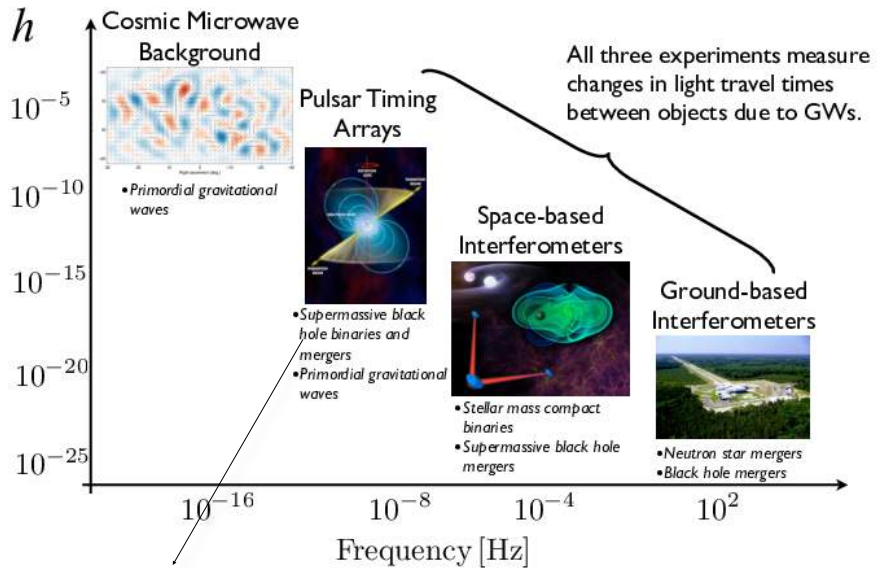 h
Cosmic Microwave
Background
•Primordial gravitational
waves
Pulsar Timing
Arrays
•Supermassive black
hole binaries and
mergers
•Primordial gravitational
waves
Space-based
Interferometers
•Stellar mass compact
binaries
•Supermassive black hole
mergers
Ground-based
Interferometers
•Neutron star mergers
•Black hole mergers
All three experiments measure
changes in light travel times
between objects due to GWs.
10⁻⁵
10⁻¹⁰
10⁻¹⁵
10⁻²⁰
10⁻²⁵
10⁻¹⁶ 10⁻⁸ 10⁻⁴ 10²
Frequency [Hz]